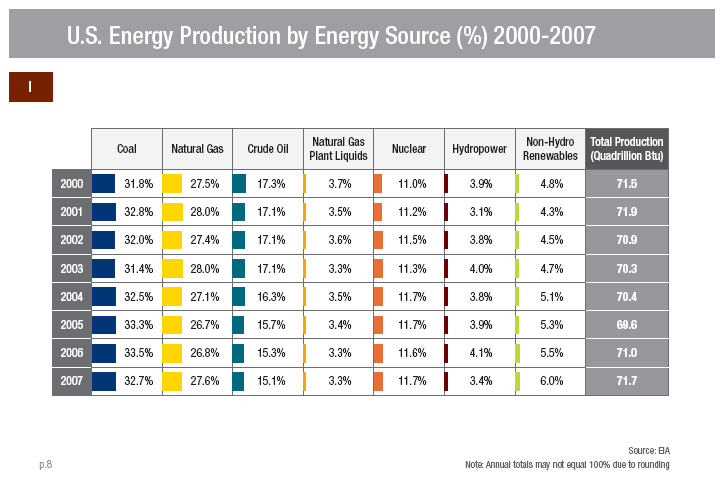 U.S. Energy Production by Energy Source (%) 2000-2007
I
Coal Natural Gas Crude Oil Natural Gas Plant Liquids Nuclear Hydropower Non-Hydro Renewables Total Production (Quadrillion Btu)
2000 31.8% 27.5% 17.3% 3.7% 11.0% 3.9% 4.8% 71.5
2001 32.8% 28.0% 17.1% 3.5% 11.2% 3.1% 4.3% 71.9
2002 32.0% 27.4% 17.1% 3.6% 11.5% 3.8% 4.5% 70.9
2003 31.4% 28.0% 17.1% 3.3% 11.3% 4.0% 4.7% 70.3
2004 32.5% 27.1% 16.3% 3.5% 11.7% 3.8% 5.1% 70.4
2005 33.3% 26.7% 15.7% 3.4% 11.7% 3.9% 5.3% 69.6
2006 33.5% 26.8% 15.3% 3.3% 11.6% 4.1% 5.5% 71.0
2007 32.7% 27.6% 15.1% 3.3% 11.7% 3.4% 6.0% 71.7
Source: EIA
p.8 Note: Annual totals may not equal 100% due to rounding